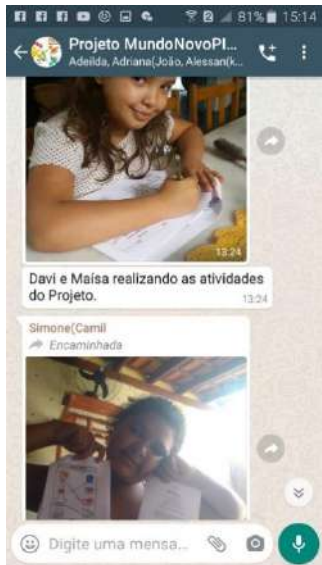 81% 15:14
Projeto MundoNovoPI...
Adeilda, Adriana(João, Alessan(k...
13:24
Davi e Maísa realizando as atividades
do Projeto.
13:24
Simone(Camil
Encaminhada
Digite uma mensa...